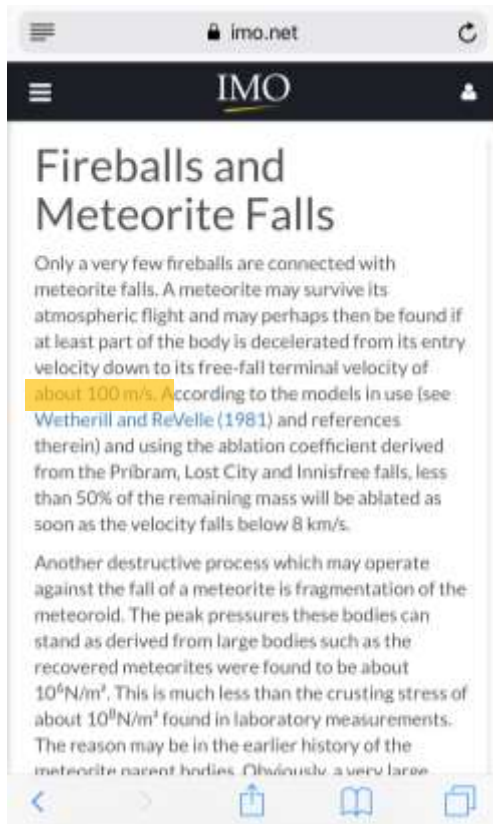 imo.net
IMO
Fireballs and
Meteorite Falls
Only a very few fireballs are connected with
meteorite falls. A meteorite may survive its
atmospheric flight and may perhaps then be found if
at least part of the body is decelerated from its entry
velocity down to its free-fall terminal velocity of
about 100 m/s. According to the models in use (see
Wetherill and ReVelle (1981) and references
therein) and using the ablation coefficient derived
from the Pribram, Lost City and Innisfree falls, less
than 50% of the remaining mass will be ablated as
soon as the velocity falls below 8 km/s.
Another destructive process which may operate
against the fall of a meteorite is fragmentation of the
meteoroid. The peak pressures these bodies can
stand as derived from large bodies such as the
recovered meteorites were found to be about
10⁶N/m². This is much less than the crusting stress of
about 10⁸N/m² found in laboratory measurements.
The reason may be in the earlier history of the
meteorite parent bodies. Obviously, a very large